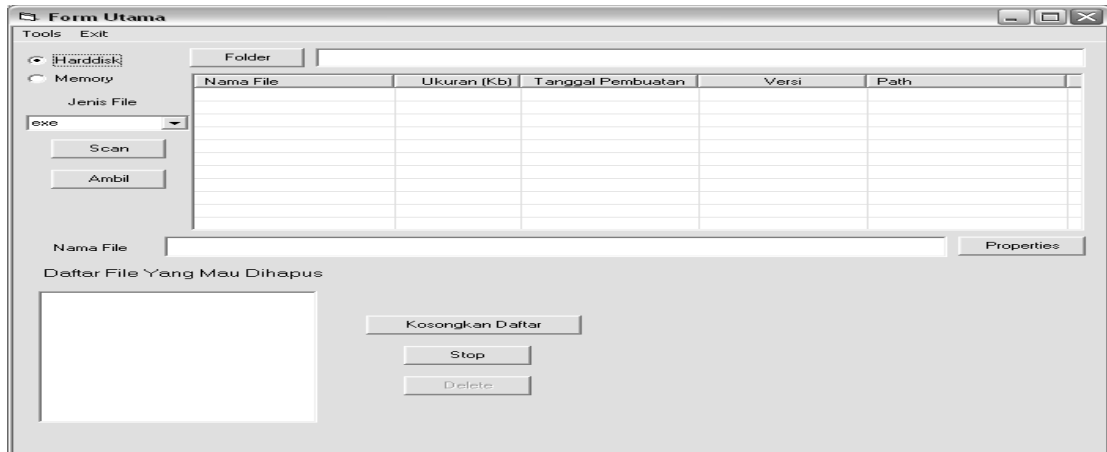 Form Utama
Tools Exit
Harddisk Folder
Memory
Nama File Ukuran (Kb) Tanggal Pembuatan Versi Path
Jenis File
exe
Scan
Ambil
Nama File Properties
Daftar File Yang Mau Dihapus
Kosongkan Daftar
Stop
Delete